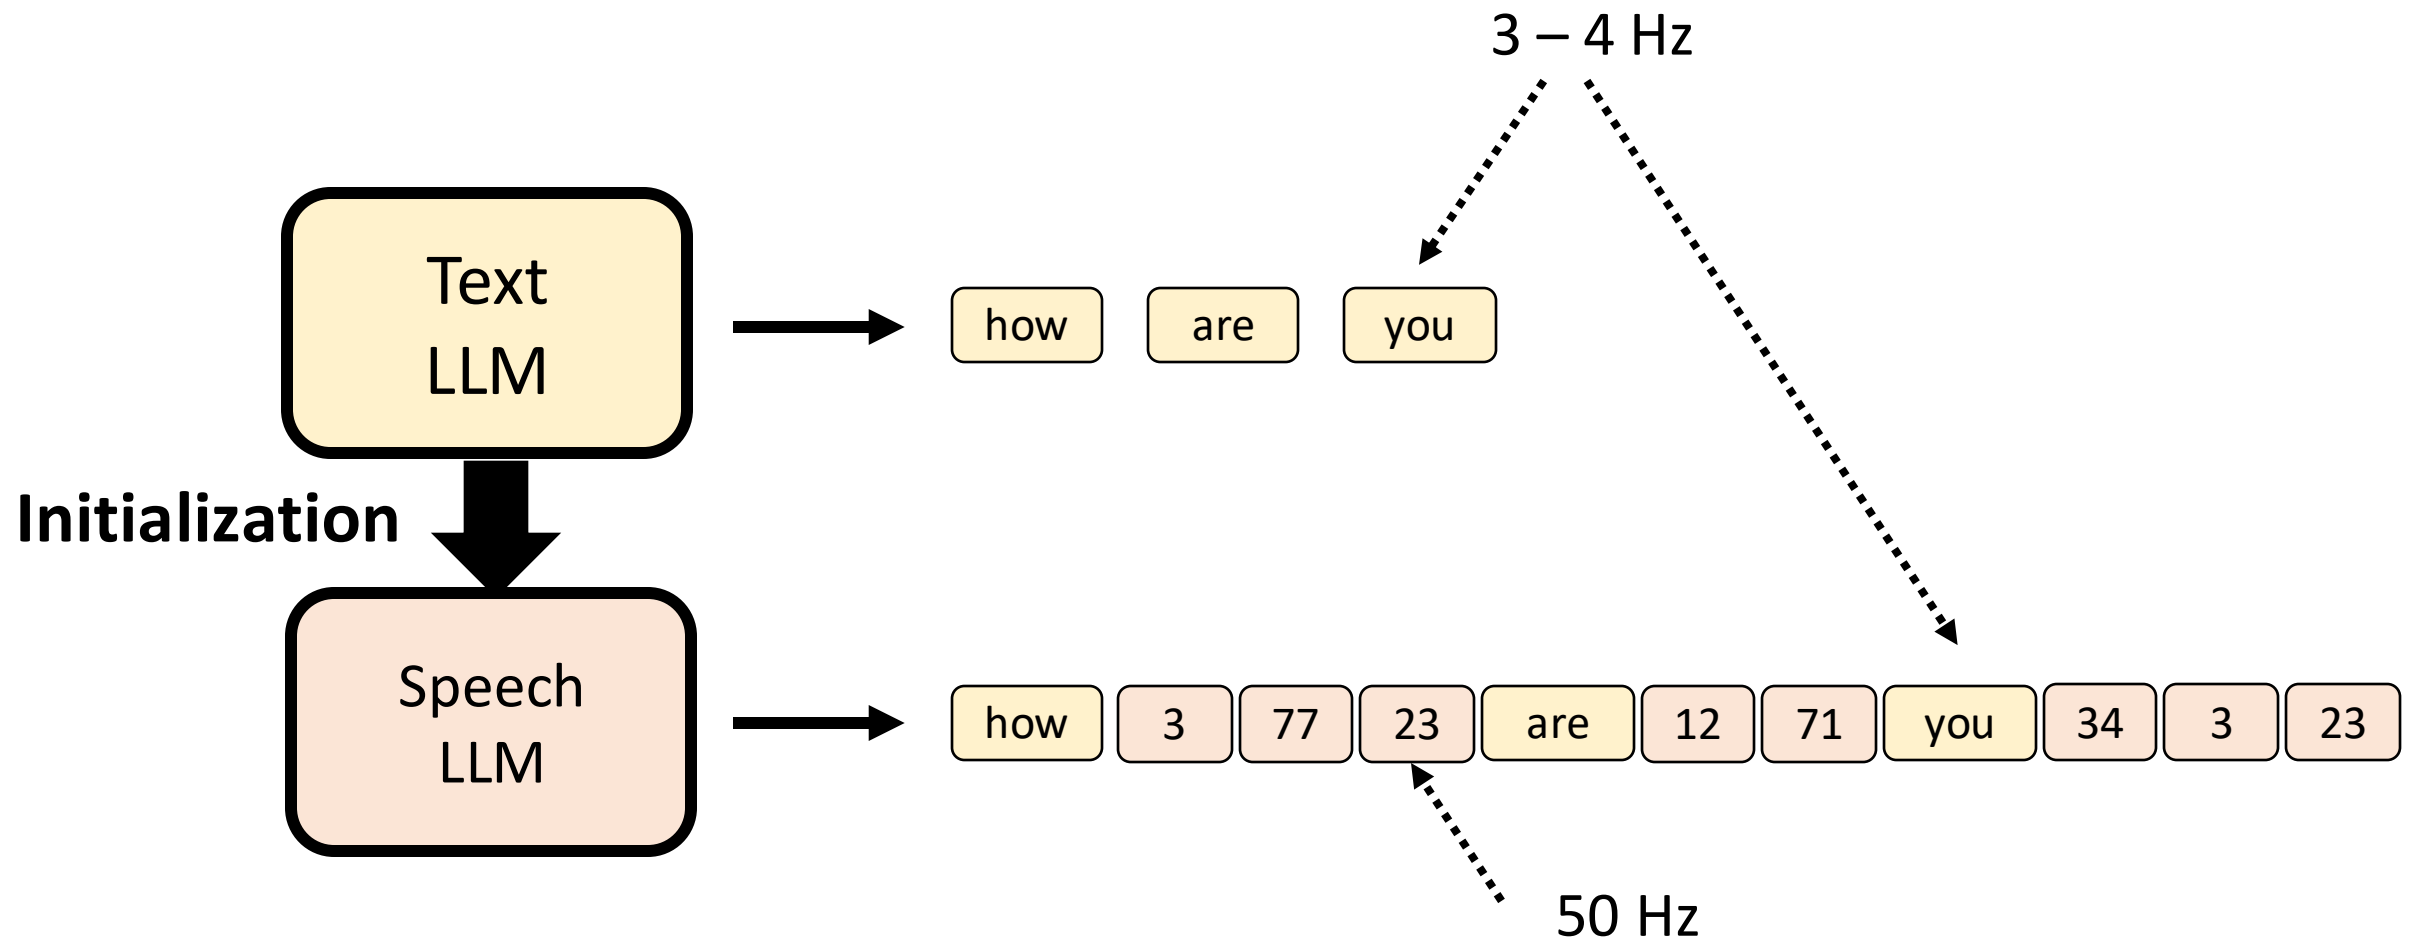 3 – 4 Hz
Text
LLM
how are you
Initialization
Speech
LLM
how 3 77 23 are 12 71 you 34 3 23
50 Hz